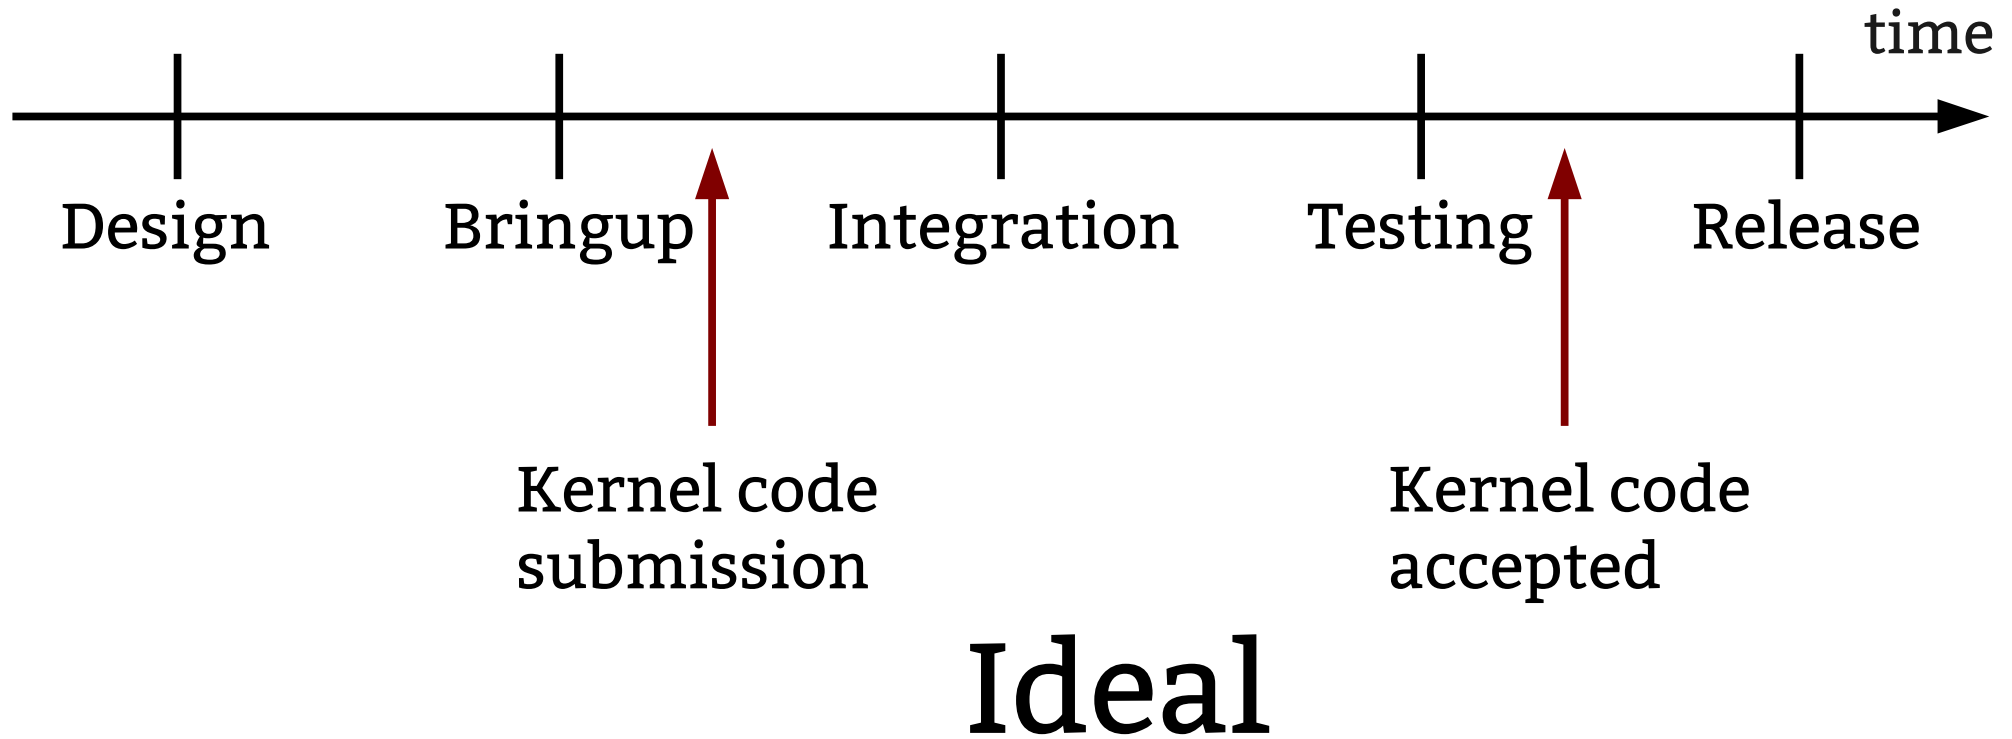 time
Design
Bringup
Integration
Testing
Release
Kernel code
submission
Kernel code
accepted
Ideal